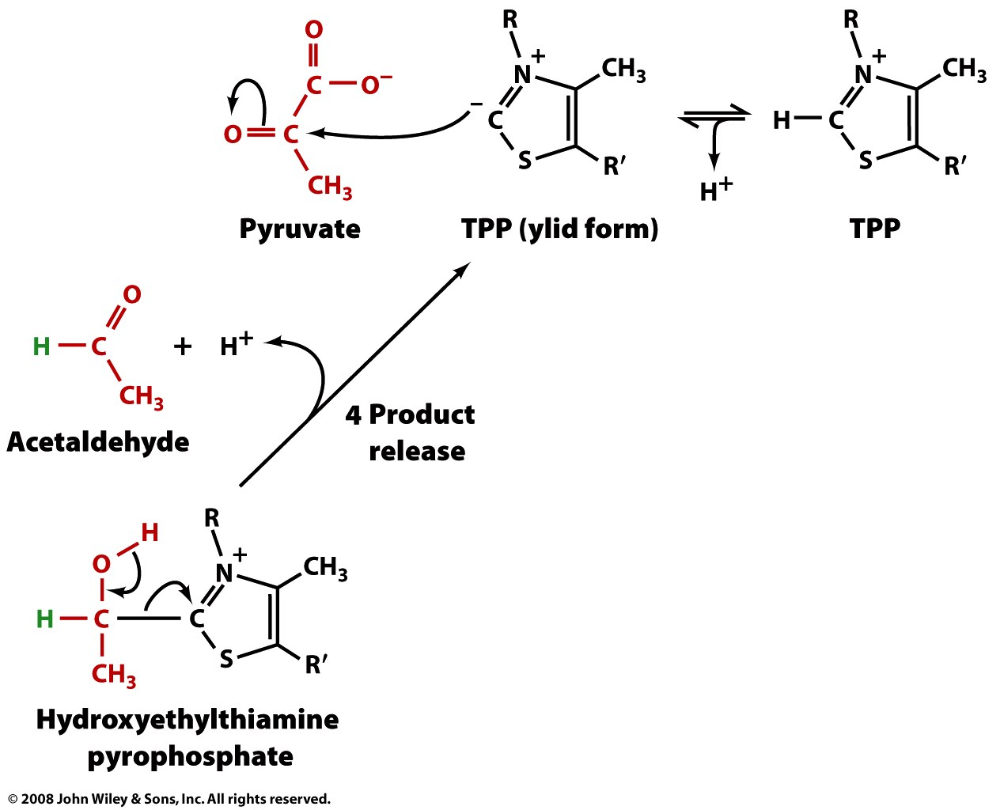 O
C
O−
O
C
CH3
Pyruvate
R
N+
CH3
−
C
S
R′
TPP (ylid form)
H+
R
N+
CH3
H
C
S
R′
TPP
O
H
C
CH3
+
H+
Acetaldehyde
4 Product
release
H
O
H
C
CH3
R
N+
CH3
C
S
R′
Hydroxyethylthiamine
pyrophosphate
© 2008 John Wiley & Sons, Inc. All rights reserved.